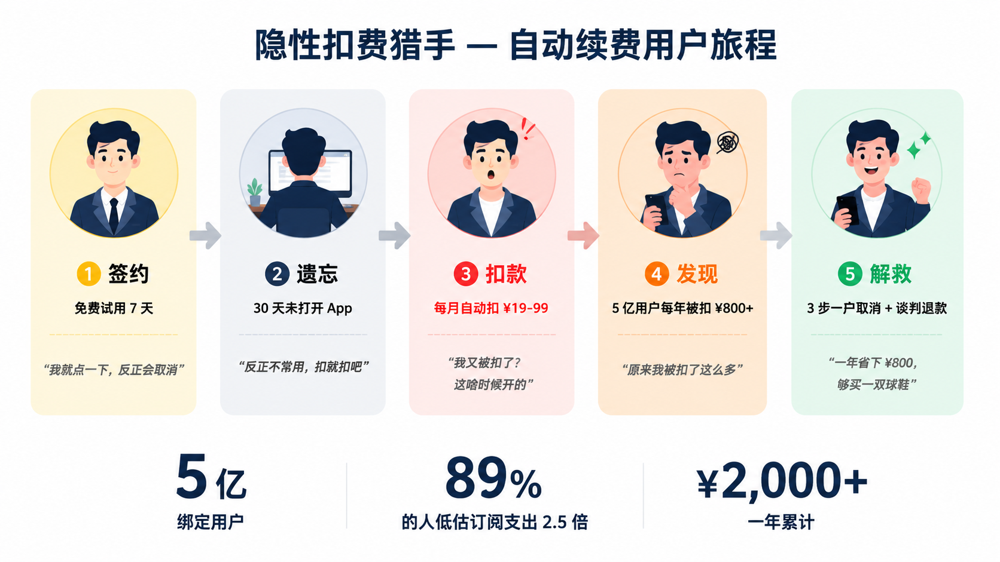 隐性扣费猎手 — 自动续费用户旅程
1 签约
免费试用 7 天
“我就点一下，反正会取消”
2 遗忘
30 天未打开 App
“反正不常用，扣就扣吧”
3 扣款
每月自动扣 ¥19-99
“我又被扣了？
这啥时候开的”
4 发现
5 亿用户每年被扣 ¥800+
“原来我被扣了这么多”
5 解救
3 步一户取消 + 谈判退款
“一年省下 ¥800，
够买一双球鞋”
5 亿
绑定用户
89%
的人低估订阅支出 2.5 倍
¥2,000+
一年累计